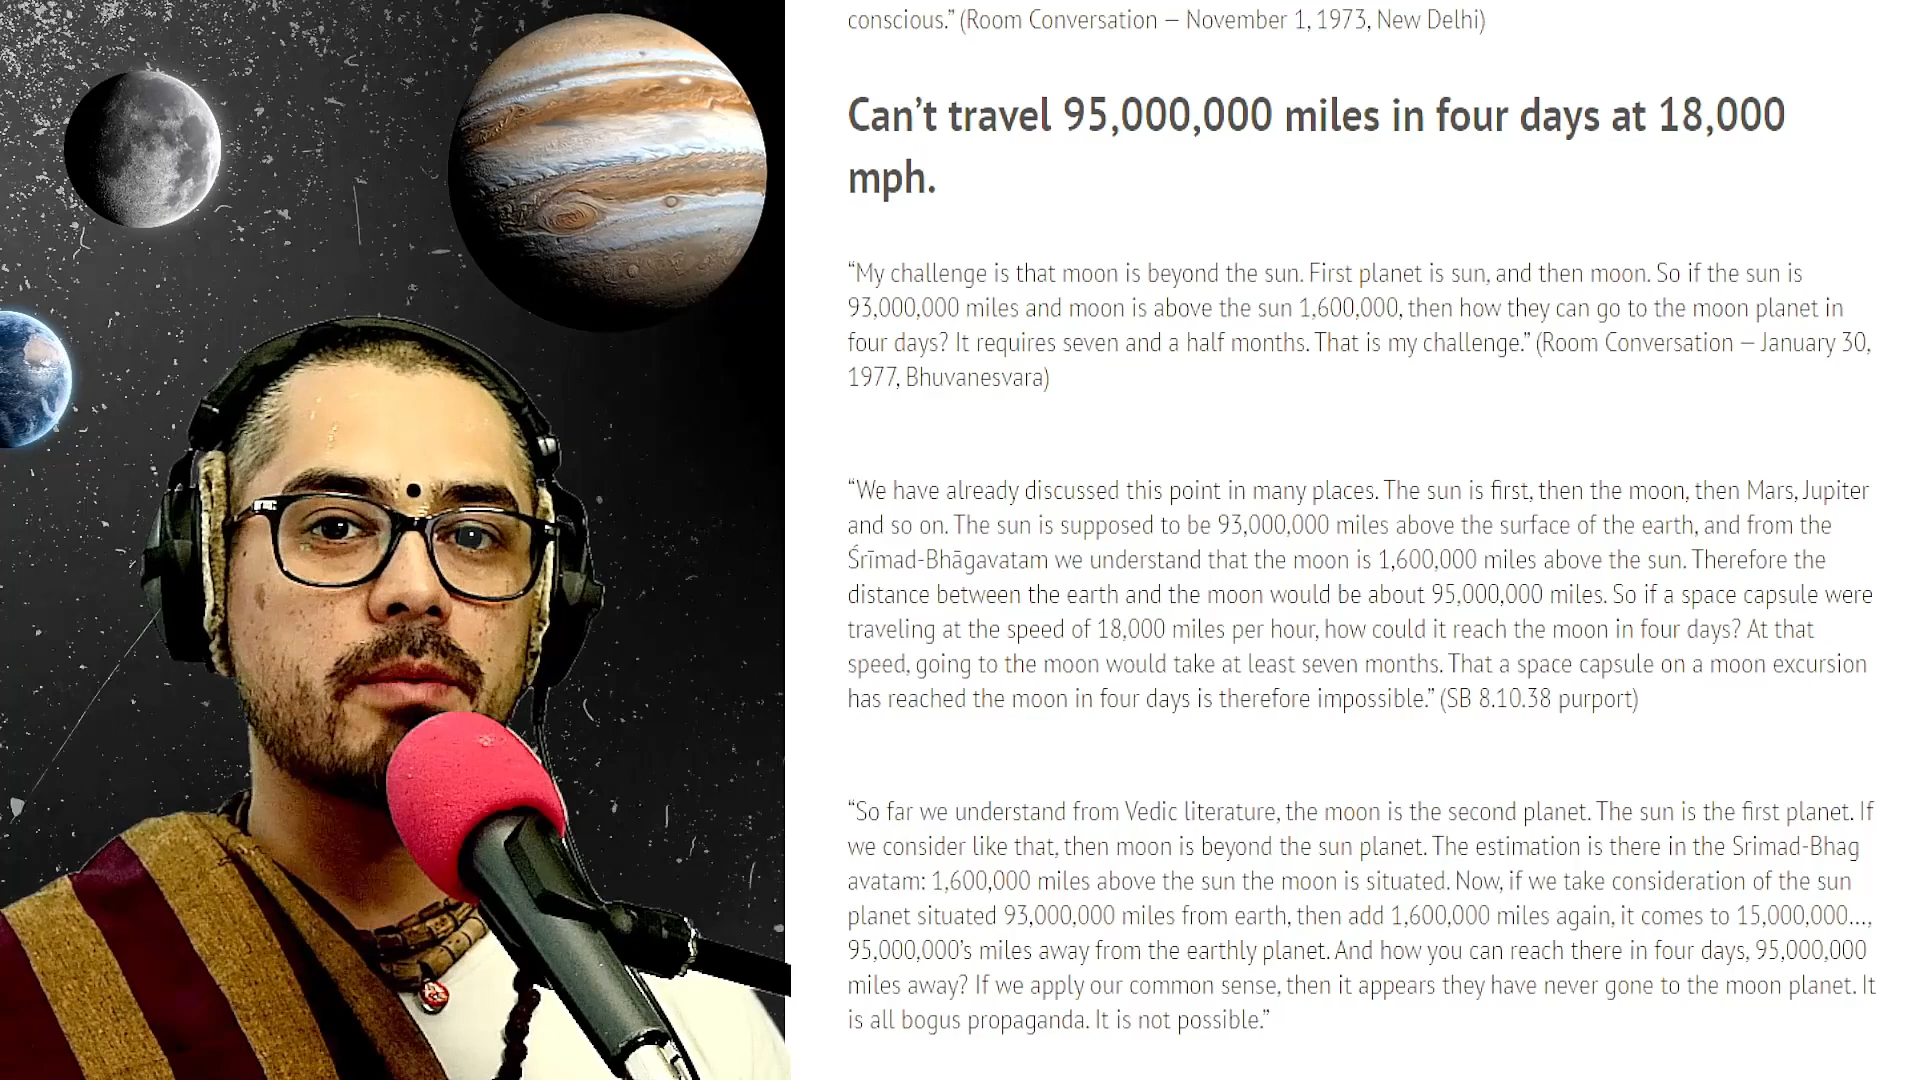 conscious.” (Room Conversation – November 1, 1973, New Delhi)
Can’t travel 95,000,000 miles in four days at 18,000
mph.
“My challenge is that moon is beyond the sun. First planet is sun, and then moon. So if the sun is
93,000,000 miles and moon is above the sun 1,600,000, then how they can go to the moon planet in
four days? It requires seven and a half months. That is my challenge.” (Room Conversation – January 30,
1977, Bhuvanesvara)
“We have already discussed this point in many places. The sun is first, then the moon, then Mars, Jupiter
and so on. The sun is supposed to be 93,000,000 miles above the surface of the earth, and from the
Śrīmad-Bhāgavatam we understand that the moon is 1,600,000 miles above the sun. Therefore the
distance between the earth and the moon would be about 95,000,000 miles. So if a space capsule were
traveling at the speed of 18,000 miles per hour, how could it reach the moon in four days? At that
speed, going to the moon would take at least seven months. That a space capsule on a moon excursion
has reached the moon in four days is therefore impossible.” (SB 8.10.38 purport)
“So far we understand from Vedic literature, the moon is the second planet. The sun is the first planet. If
we consider like that, then moon is beyond the sun planet. The estimation is there in the Srimad-Bhag
avatam: 1,600,000 miles above the sun the moon is situated. Now, if we take consideration of the sun
planet situated 93,000,000 miles from earth, then add 1,600,000 miles again, it comes to 15,000,000…,
95,000,000’s miles away from the earthly planet. And how you can reach there in four days, 95,000,000
miles away? If we apply our common sense, then it appears they have never gone to the moon planet. It
is all bogus propaganda. It is not possible.”